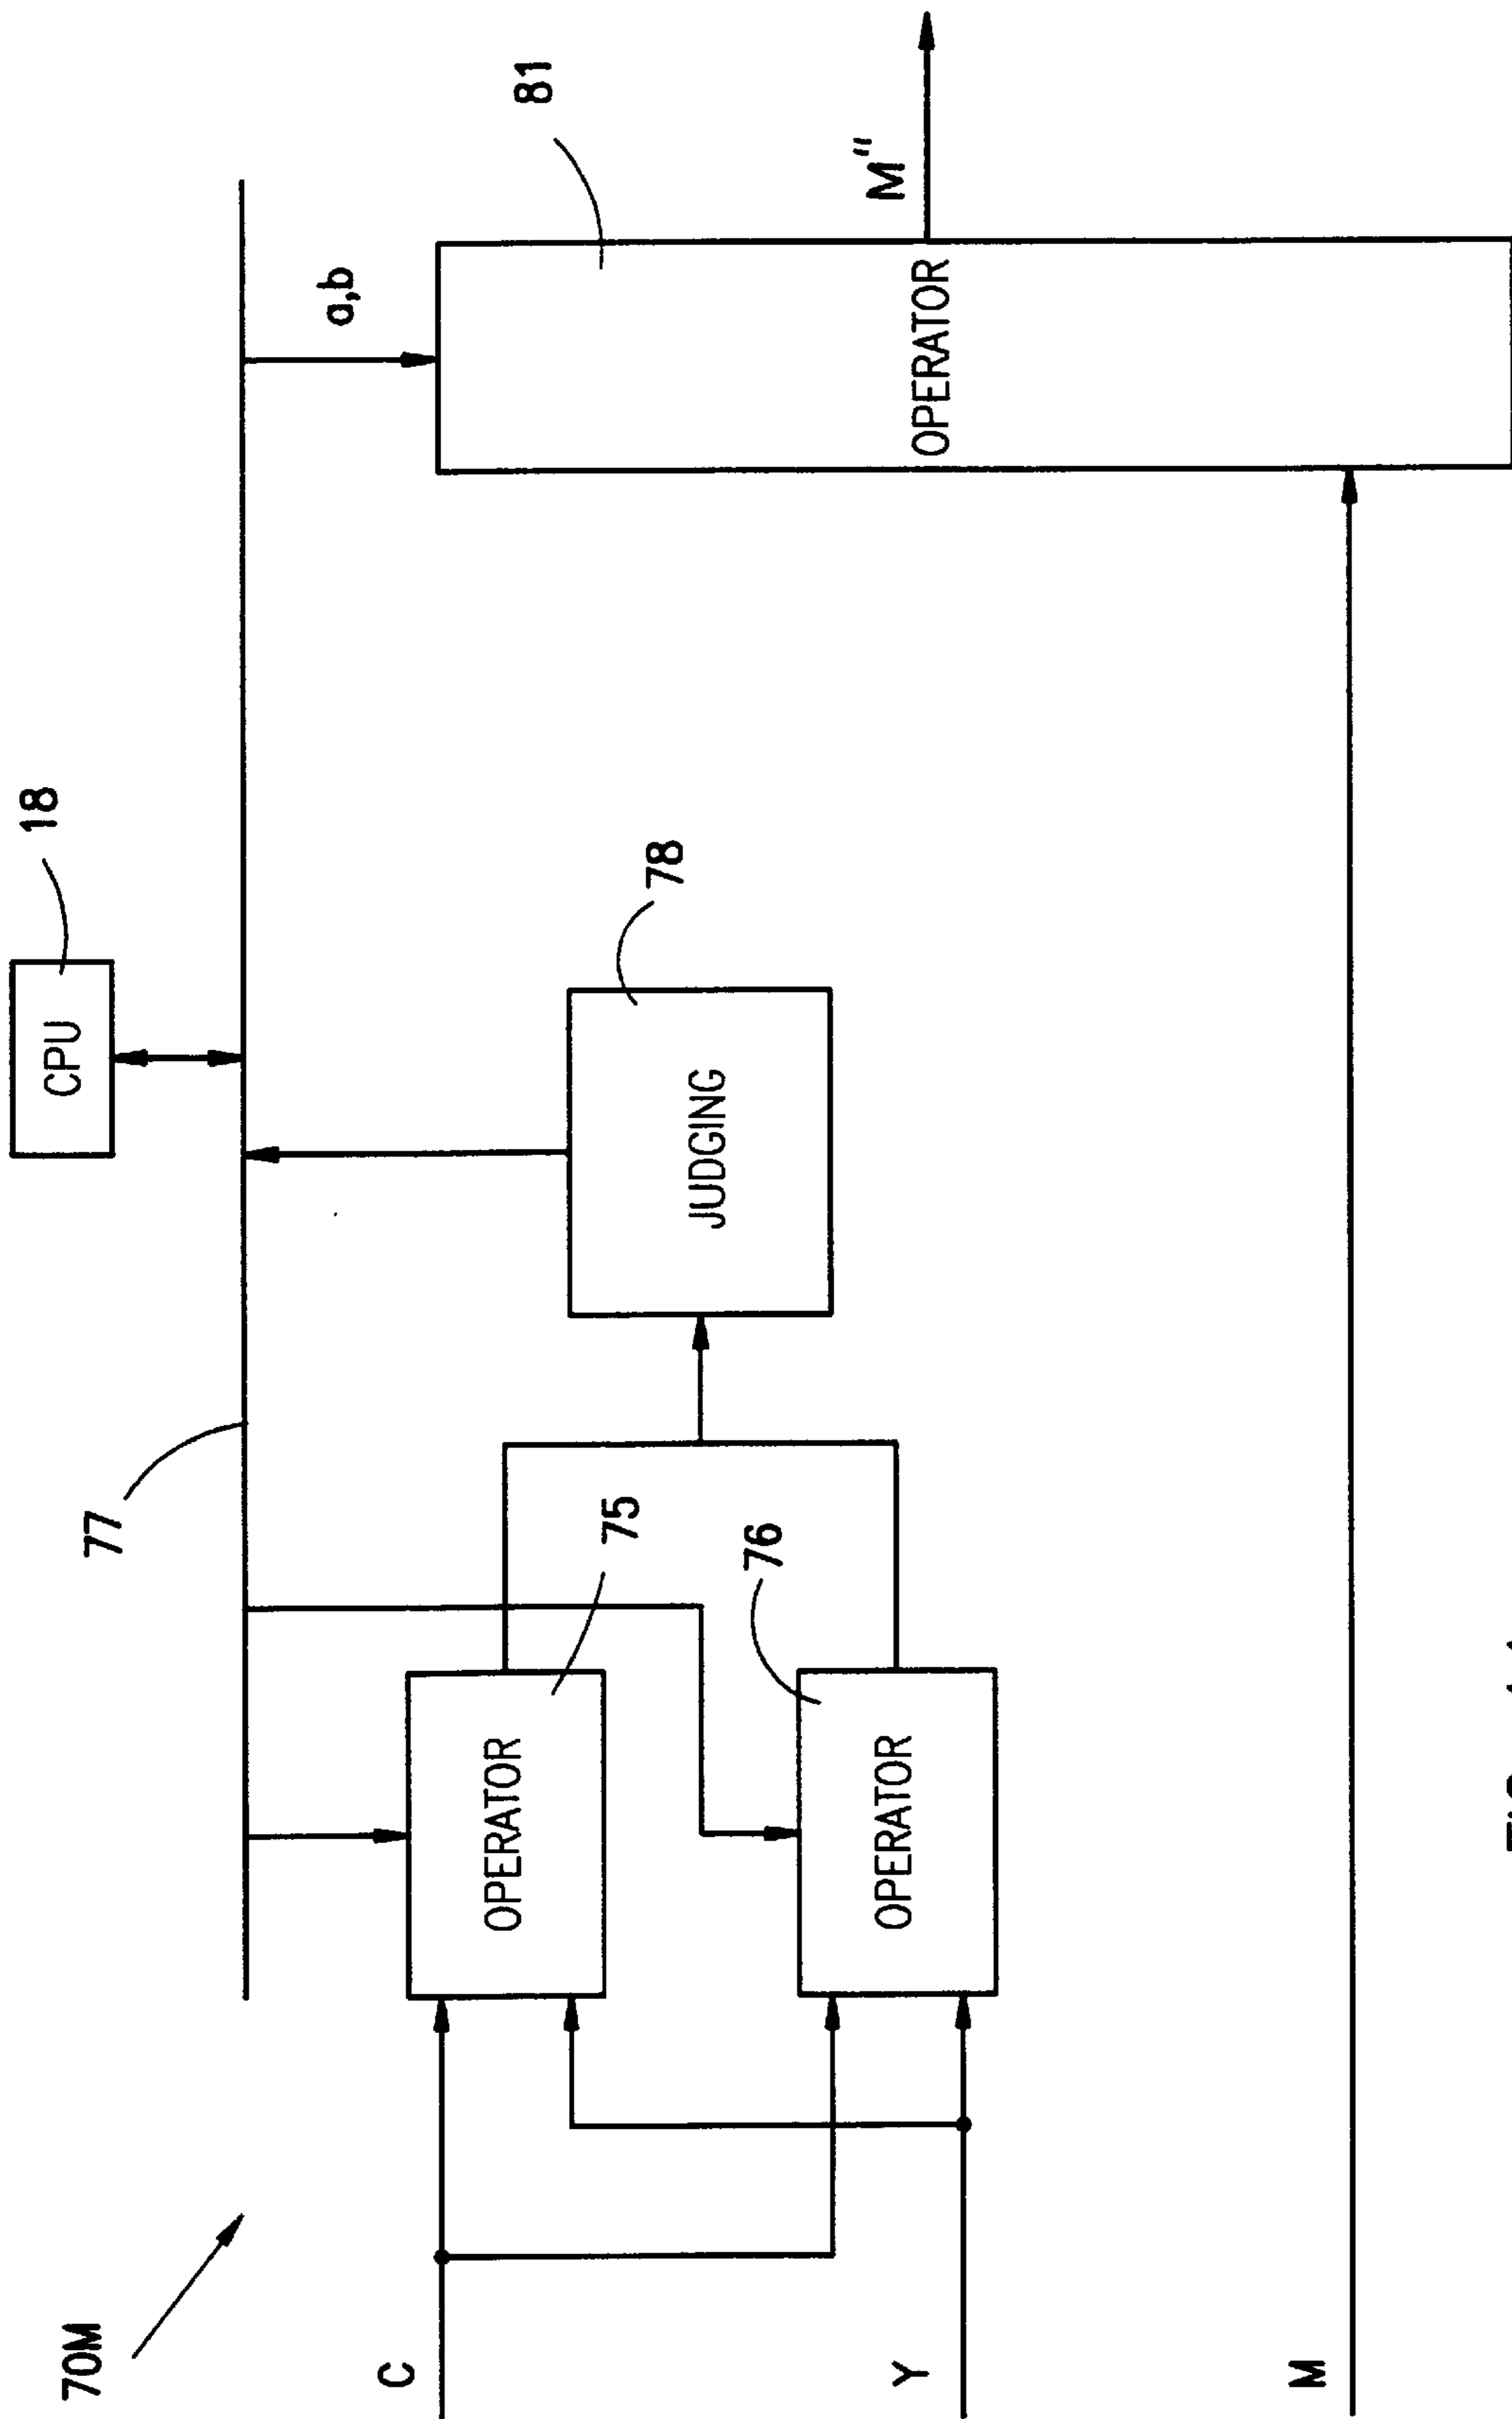 70M
77
CPU
18
C
Y
M
OPERATOR
75
OPERATOR
76
JUDGING
78
a,b
OPERATOR
81
M"